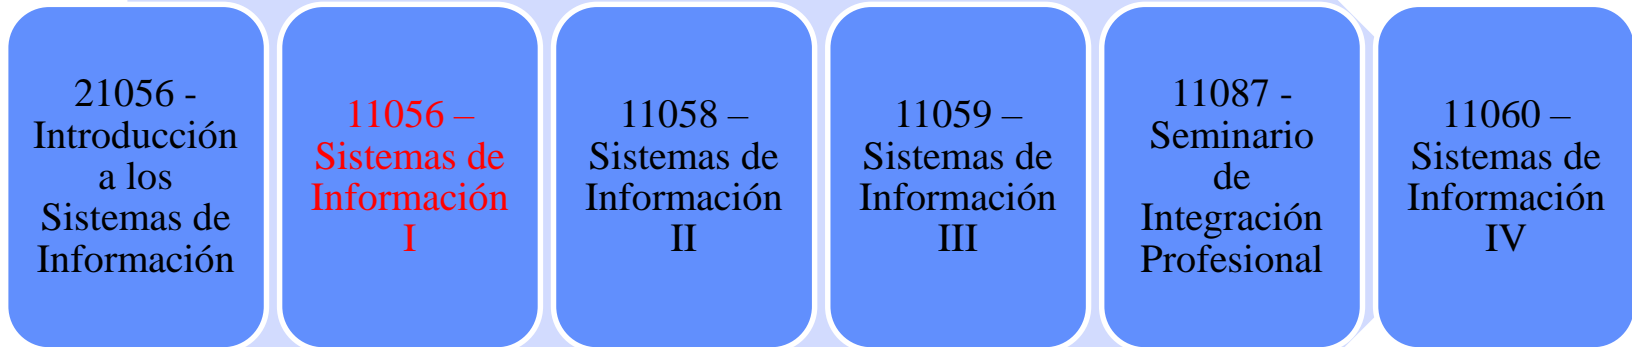 21056 -
Introducción
a los
Sistemas de
Información
11056 –
Sistemas de
Información
I
11058 –
Sistemas de
Información
II
11059 –
Sistemas de
Información
III
11087 -
Seminario
de
Integración
Profesional
11060 –
Sistemas de
Información
IV